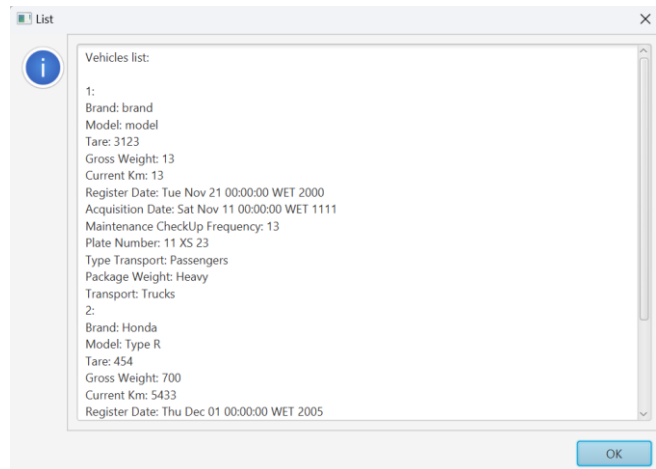 List
Vehicles list:
1:
Brand: brand
Model: model
Tare: 3123
Gross Weight: 13
Current Km: 13
Register Date: Tue Nov 21 00:00:00 WET 2000
Acquisition Date: Sat Nov 11 00:00:00 WET 1111
Maintenance CheckUp Frequency: 13
Plate Number: 11 XS 23
Type Transport: Passengers
Package Weight: Heavy
Transport: Trucks
2:
Brand: Honda
Model: Type R
Tare: 454
Gross Weight: 700
Current Km: 5433
Register Date: Thu Dec 01 00:00:00 WET 2005
OK